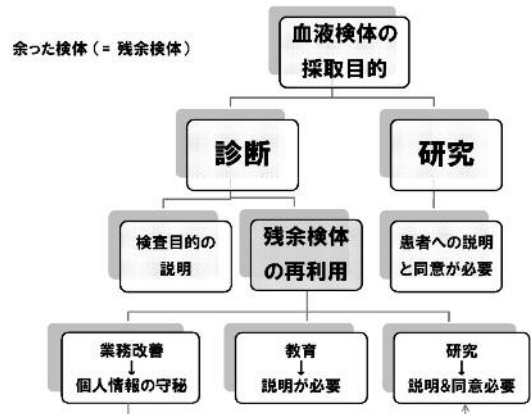 余った検体（＝ 残余検体）
血液検体の
採取目的
診断
研究
検査目的の
説明
残余検体
の再利用
患者への説明
と同意が必要
業務改善
↓
個人情報の守秘
教育
↓
説明が必要
研究
↓
説明&同意必要